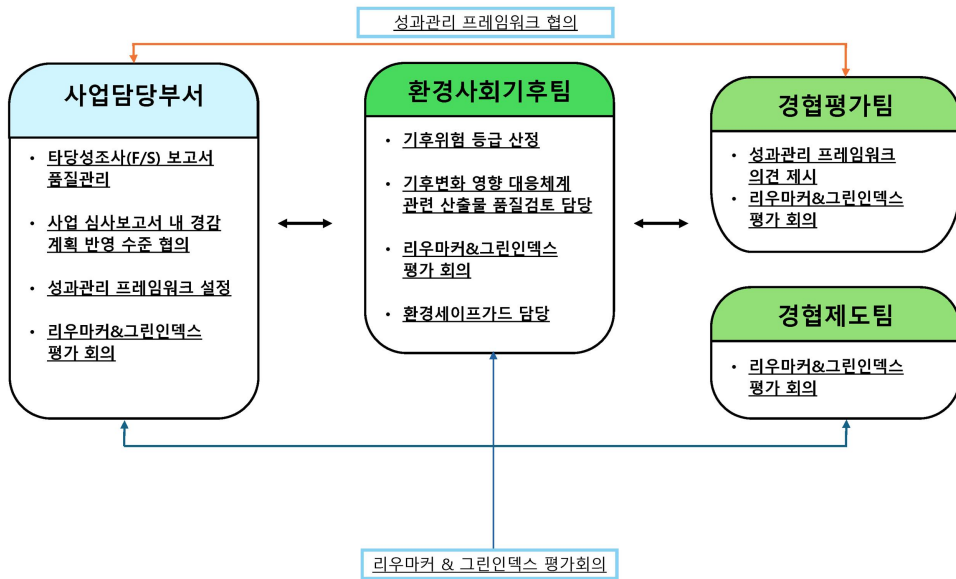 성과관리 프레임워크 협의
사업담당부서
• 타당성조사(F/S) 보고서
품질관리
• 사업 심사보고서 내 경감
계획 반영 수준 협의
• 성과관리 프레임워크 설정
• 리우마커&그린인덱스
평가 회의
환경사회기후팀
• 기후위험 등급 산정
• 기후변화 영향 대응체계
관련 산출물 품질검토 담당
• 리우마커&그린인덱스
평가 회의
• 환경세이프가드 담당
경협평가팀
• 성과관리 프레임워크
의견 제시
• 리우마커&그린인덱스
평가 회의
경협제도팀
• 리우마커&그린인덱스
평가 회의
리우마커 & 그린인덱스 평가회의